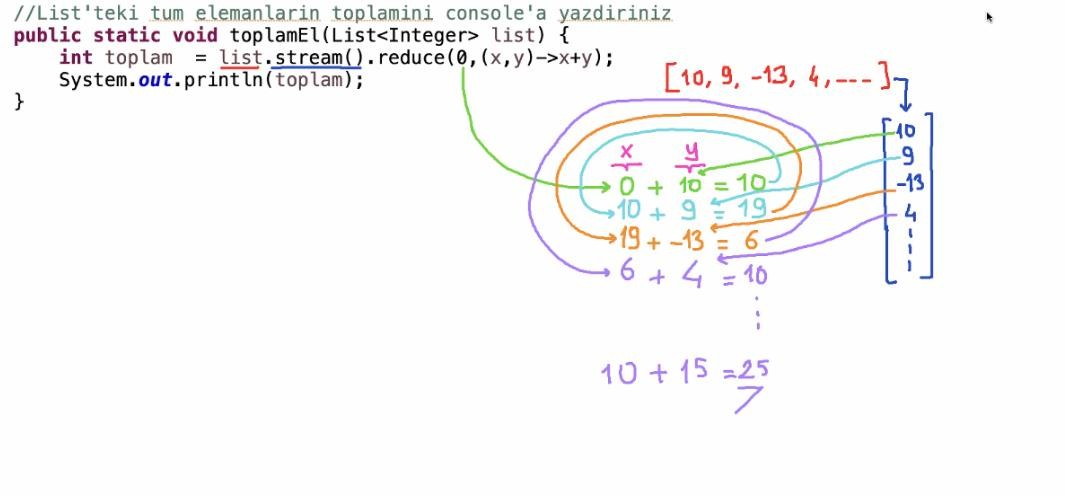 //List'teki tum elemanlarin toplamini console'a yazdiriniz
public static void toplamEl(List<Integer> list) {
int toplam = list.stream().reduce(0,(x,y)->x+y);
System.out.println(toplam);
}
[10, 9, -13, 4, ---]
x y
0 + 10 = 10
10 + 9 = 19
19 + -13 = 6
6 + 4 = 10
10 + 15 = 25
10
9
-13
4